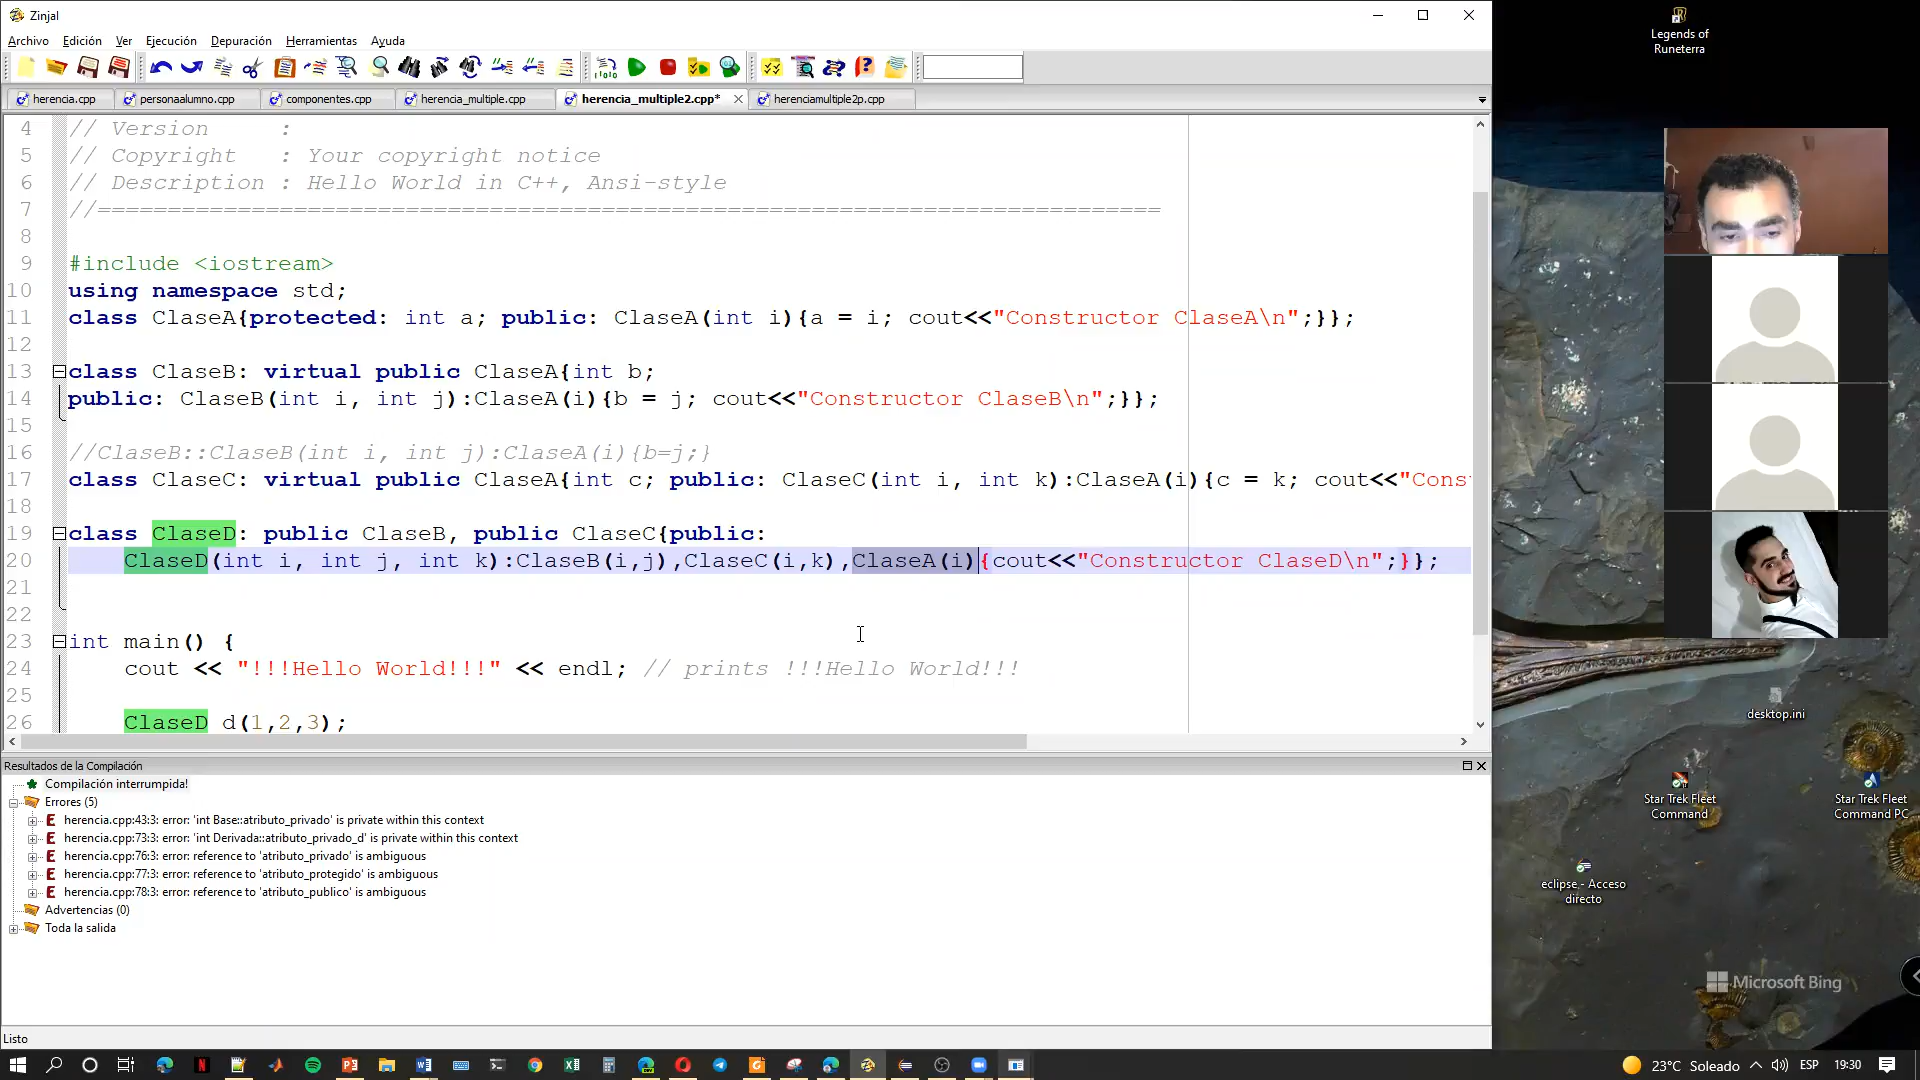 Zinjal
Archivo Edición Ver Ejecución Depuración Herramientas Ayuda
herencia.cpp personaalumno.cpp componentes.cpp herencia_multiple.cpp herencia_multiple2.cpp* herenciamultiple2p.cpp
4 // Version     :
5 // Copyright   : Your copyright notice
6 // Description : Hello World in C++, Ansi-style
7 //============================================================================
8
9 #include <iostream>
10 using namespace std;
11 class ClaseA{protected: int a; public: ClaseA(int i){a = i; cout<<"Constructor ClaseA\n";}};
12
13 class ClaseB: virtual public ClaseA{int b;
14 public: ClaseB(int i, int j):ClaseA(i){b = j; cout<<"Constructor ClaseB\n";}};
15
16 //ClaseB::ClaseB(int i, int j):ClaseA(i){b=j;}
17 class ClaseC: virtual public ClaseA{int c; public: ClaseC(int i, int k):ClaseA(i){c = k; cout<<"Cons
18
19 class ClaseD: public ClaseB, public ClaseC{public:
20 ClaseD(int i, int j, int k):ClaseB(i,j),ClaseC(i,k),ClaseA(i){cout<<"Constructor ClaseD\n";}};
21
22
23 int main() {
24 cout << "!!!Hello World!!!" << endl; // prints !!!Hello World!!!
25
26 ClaseD d(1,2,3);
Resultados de la Compilación
Compilación interrumpida!
Errores (5)
herencia.cpp:43:3: error: 'int Base::atributo_privado' is private within this context
herencia.cpp:73:3: error: 'int Derivada::atributo_privado_d' is private within this context
herencia.cpp:76:3: error: reference to 'atributo_privado' is ambiguous
herencia.cpp:77:3: error: reference to 'atributo_protegido' is ambiguous
herencia.cpp:78:3: error: reference to 'atributo_publico' is ambiguous
Advertencias (0)
Toda la salida
Listo
Legends of
Runeterra
desktop.ini
Star Trek Fleet
Command
Star Trek Fleet
Command PC
eclipse - Acceso
directo
Microsoft Bing
23°C Soleado ESP 19:30